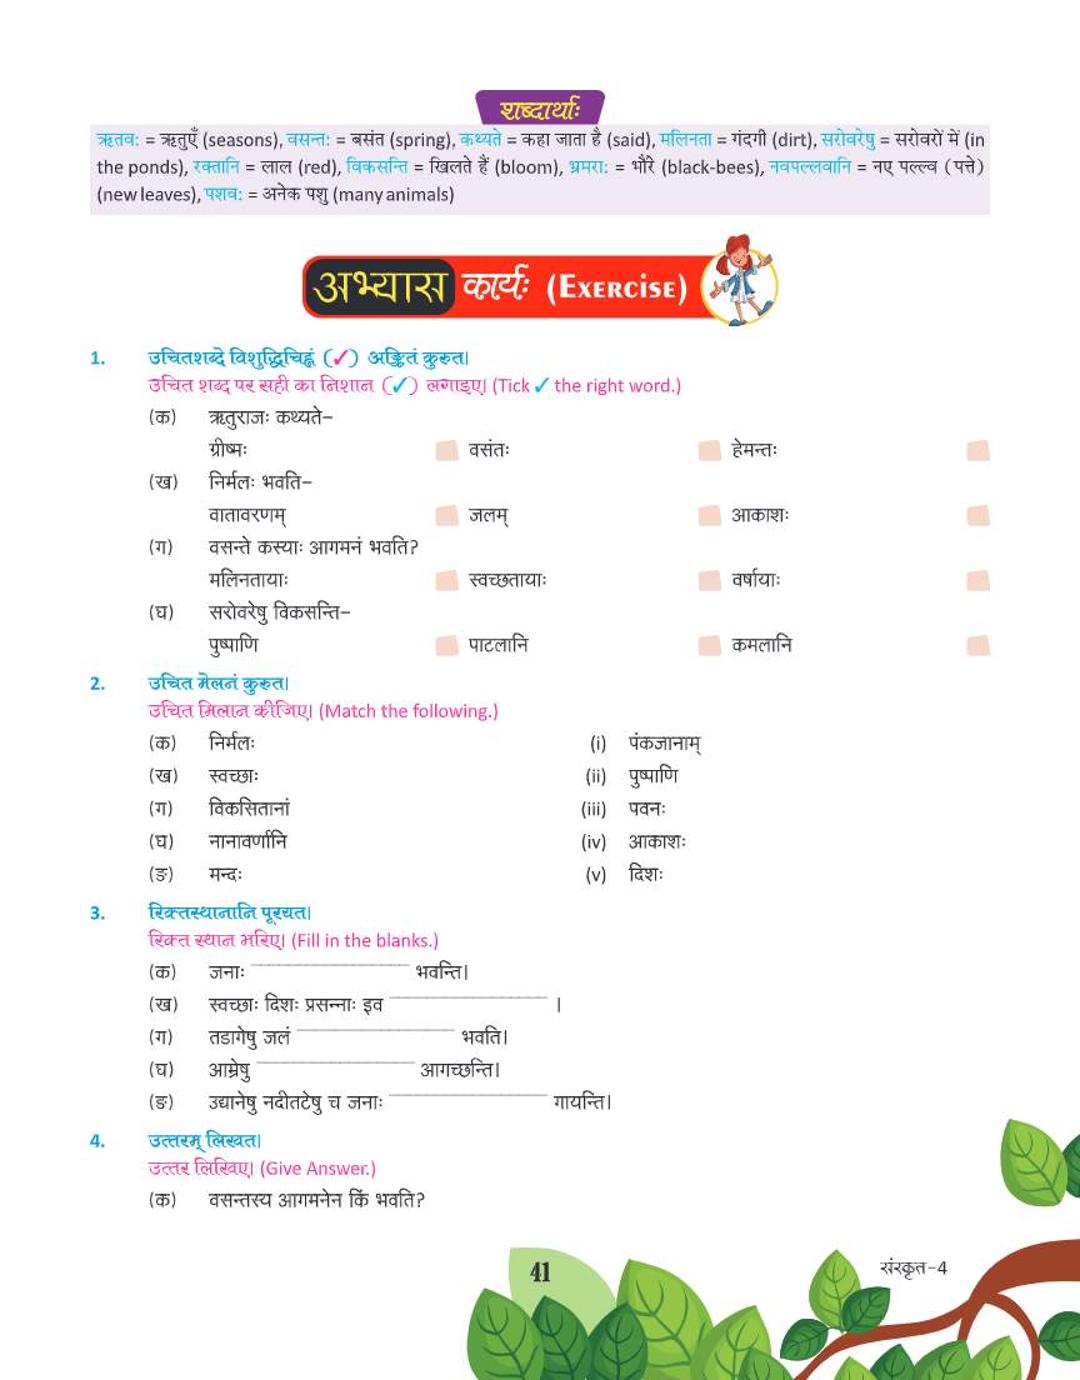 शब्दार्थाः
ऋतवः = ऋतुएँ (seasons), वसन्तः = बसंत (spring), कथ्यते = कहा जाता है (said), मलिनता = गंदगी (dirt), सरोवरेषु = सरोवरों में (in
the ponds), रक्तानि = लाल (red), विकसन्ति = खिलते हैं (bloom), भ्रमराः = भौंरे (black-bees), नवपल्लवानि = नए पल्ल्व (पत्ते)
(new leaves), पशवः = अनेक पशु (many animals)
अभ्यास कार्यः (Exercise)
1. उचितशब्दे विशुद्धिचिह्नं (✓) अङ्कितं कुरुत।
उचित शब्द पर सही का निशान (✓) लगाइए। (Tick ✓ the right word.)
(क) ऋतुराजः कथ्यते–
ग्रीष्मः वसंतः हेमन्तः
(ख) निर्मलः भवति–
वातावरणम् जलम् आकाशः
(ग) वसन्ते कस्याः आगमनं भवति?
मलिनतायाः स्वच्छतायाः वर्षायाः
(घ) सरोवरेषु विकसन्ति–
पुष्पाणि पाटलानि कमलानि
2. उचित मेलनं कुरुत।
उचित मिलान कीजिए। (Match the following.)
(क) निर्मलः (i) पंकजानाम्
(ख) स्वच्छाः (ii) पुष्पाणि
(ग) विकसितानां (iii) पवनः
(घ) नानावर्णानि (iv) आकाशः
(ङ) मन्दः (v) दिशः
3. रिक्तस्थानानि पूरयत।
रिक्त स्थान भरिए। (Fill in the blanks.)
(क) जनाः ____ भवन्ति।
(ख) स्वच्छाः दिशः प्रसन्नाः इव ____ ।
(ग) तडागेषु जलं ____ भवति।
(घ) आम्रेषु ____ आगच्छन्ति।
(ङ) उद्यानेषु नदीतटेषु च जनाः ____ गायन्ति।
4. उत्तरम् लिखत।
उत्तर लिखिए। (Give Answer.)
(क) वसन्तस्य आगमनेन किं भवति?
41
संस्कृत-4